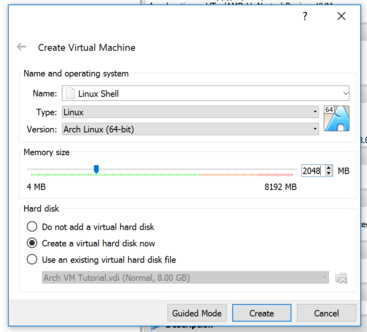 ?
Create Virtual Machine
Name and operating system
Name: Linux Shell
Type: Linux
64
Version: Arch Linux (64-bit)
Memory size
2048 MB
4 MB 8192 MB
Hard disk
Do not add a virtual hard disk
Create a virtual hard disk now
Use an existing virtual hard disk file
Arch VM Tutorial.vdi (Normal, 8.00 GB)
Guided Mode Create Cancel